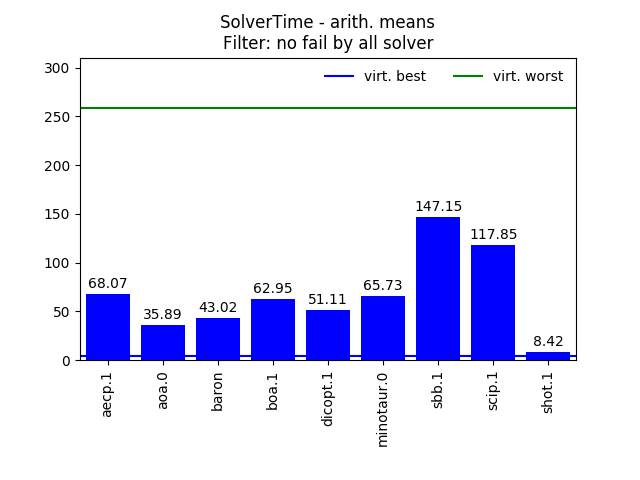 SolverTime - arith. means
Filter: no fail by all solver
virt. best
virt. worst
300
250
200
150
100
50
0
68.07
35.89
43.02
62.95
51.11
65.73
147.15
117.85
8.42
aecp.1
aoa.0
baron
boa.1
dicopt.1
minotaur.0
sbb.1
scip.1
shot.1